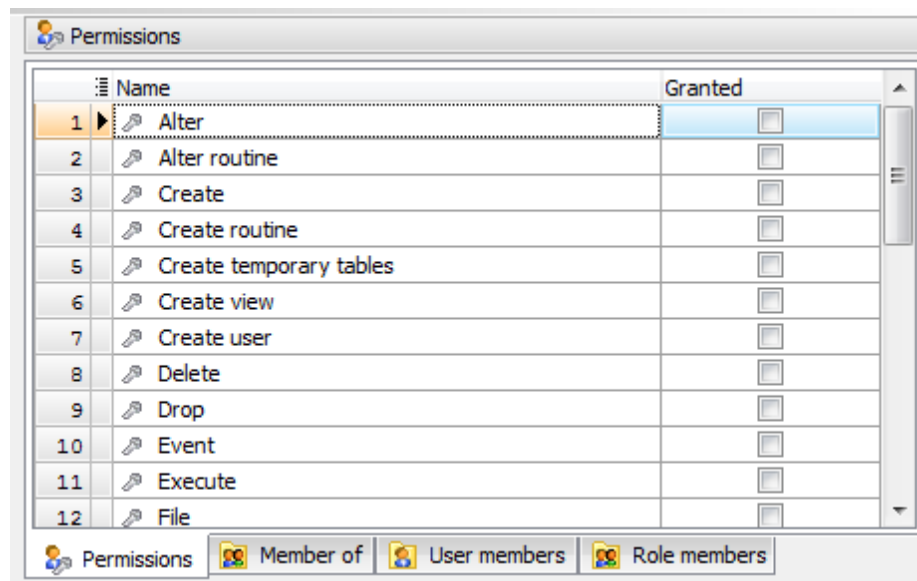 Permissions
Name Granted
1 Alter
2 Alter routine
3 Create
4 Create routine
5 Create temporary tables
6 Create view
7 Create user
8 Delete
9 Drop
10 Event
11 Execute
12 File
Permissions Member of User members Role members